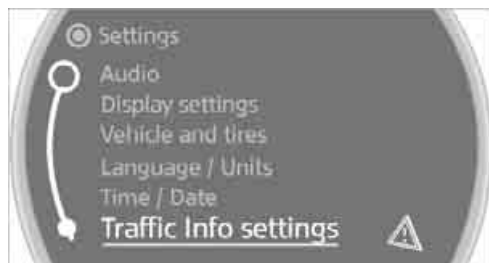 Settings
Audio
Display settings
Vehicle and tires
Language / Units
Time / Date
Traffic Info settings